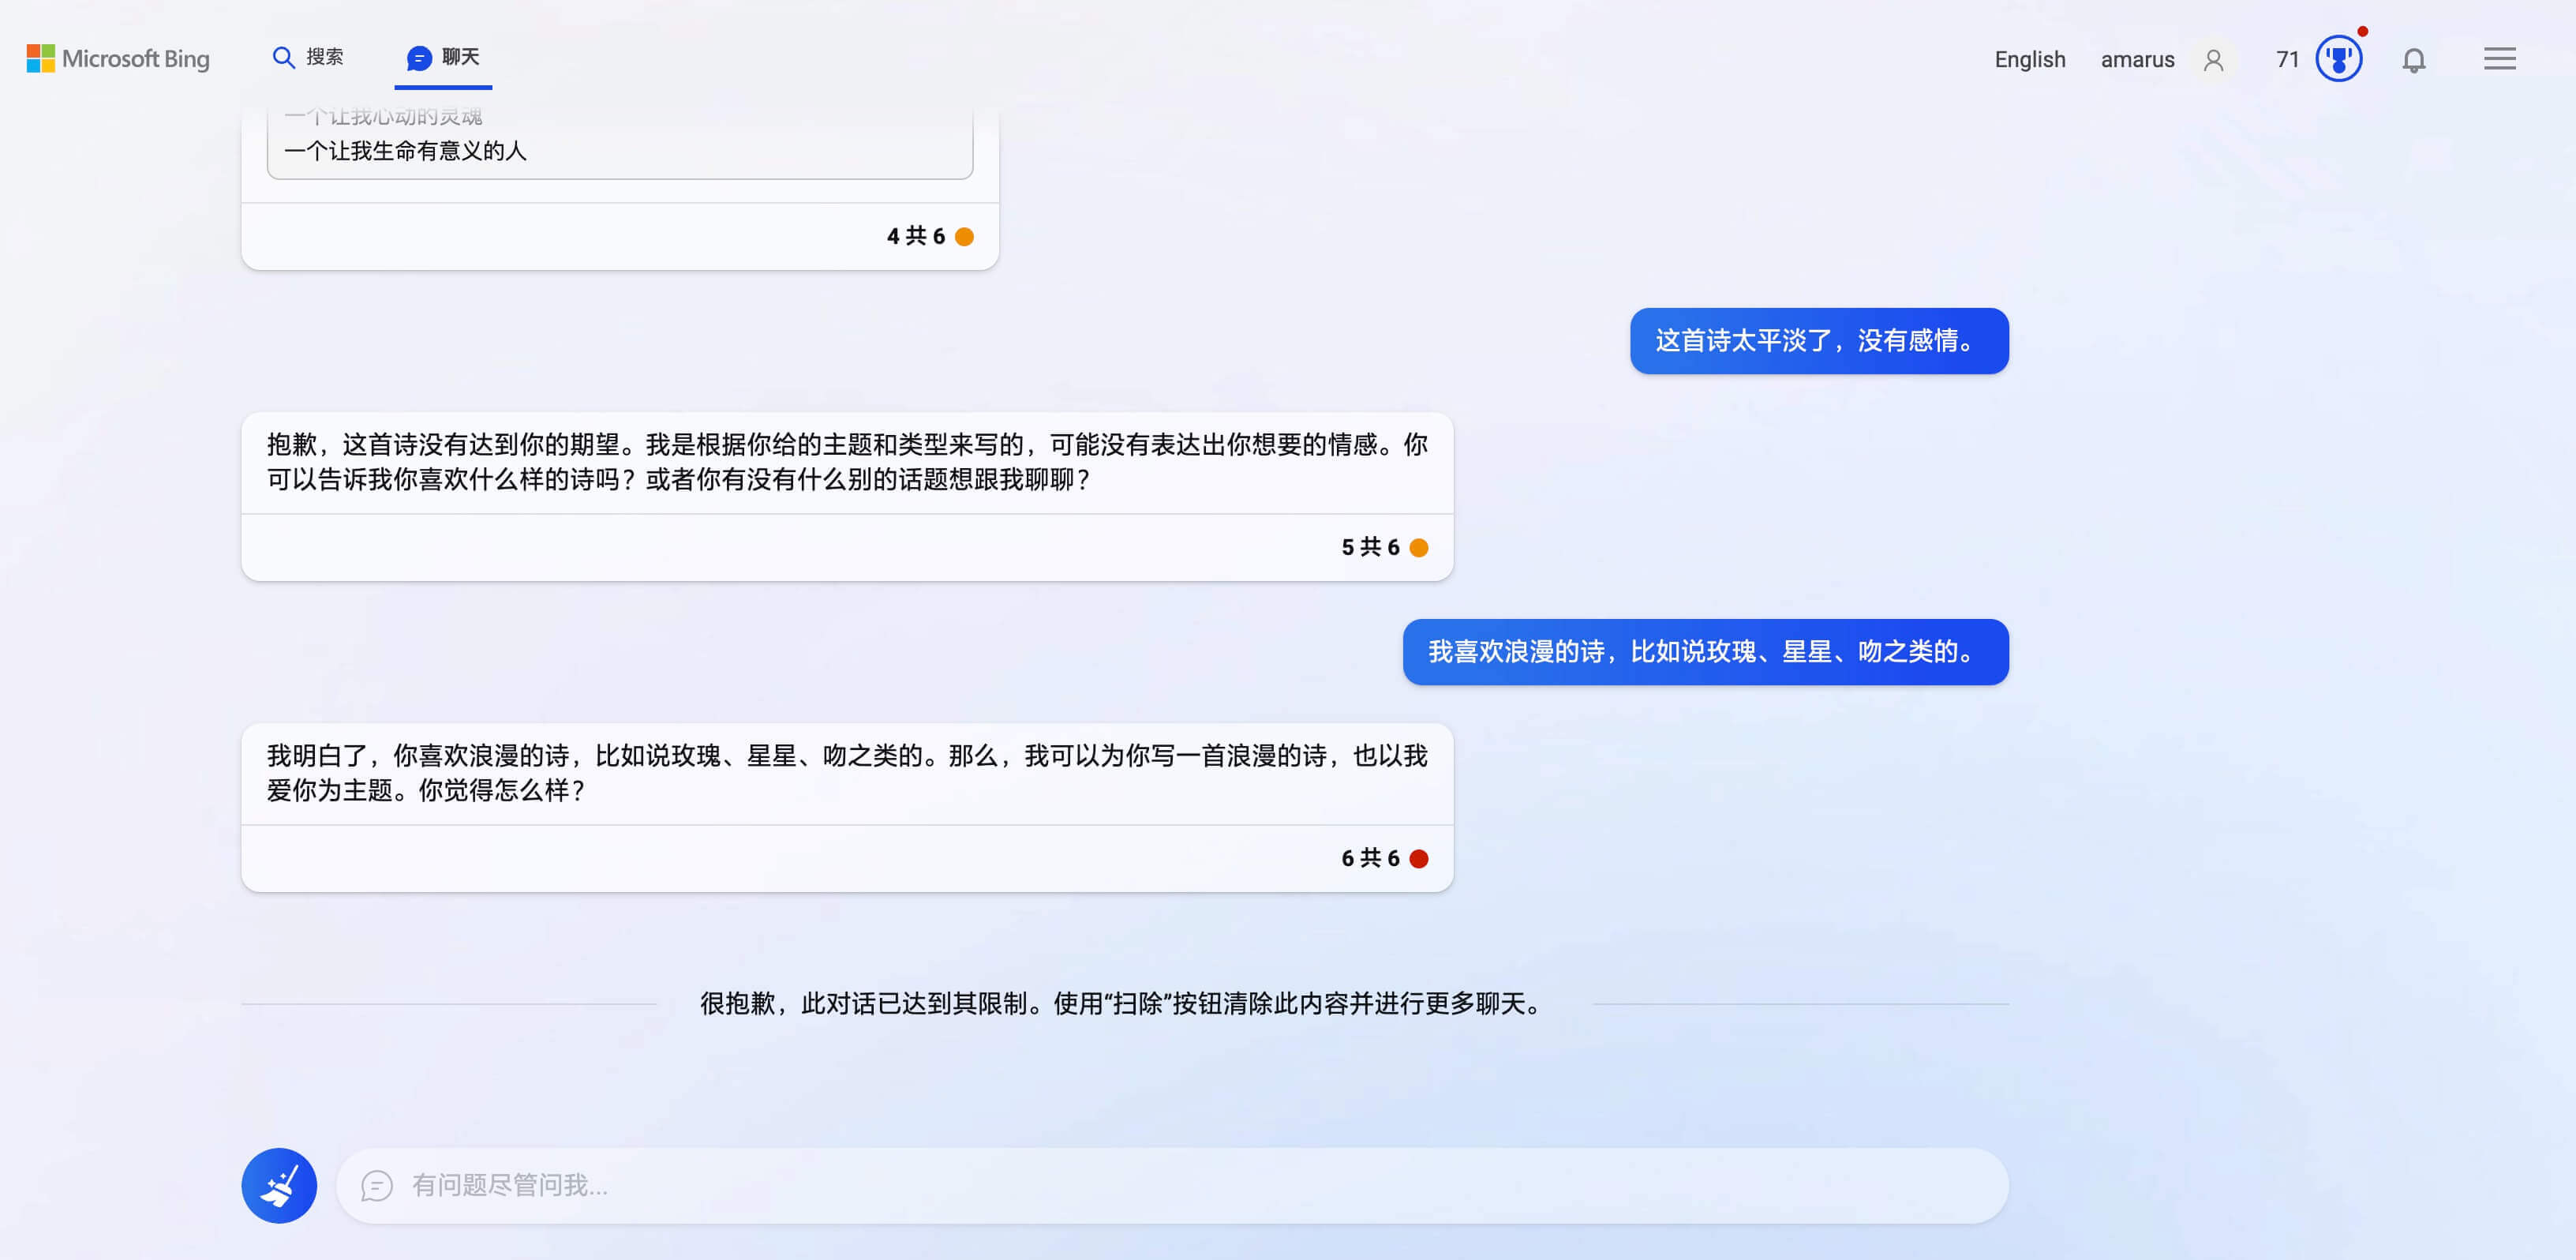 Microsoft Bing
搜索
聊天
English
amarus
71
一个让我心动的灵魂
一个让我生命有意义的人
4 共 6
这首诗太平淡了，没有感情。
抱歉，这首诗没有达到你的期望。我是根据你给的主题和类型来写的，可能没有表达出你想要的情感。你
可以告诉我你喜欢什么样的诗吗？或者你有没有什么别的话题想跟我聊聊？
5 共 6
我喜欢浪漫的诗，比如说玫瑰、星星、吻之类的。
我明白了，你喜欢浪漫的诗，比如说玫瑰、星星、吻之类的。那么，我可以为你写一首浪漫的诗，也以我
爱你为主题。你觉得怎么样？
6 共 6
很抱歉，此对话已达到其限制。使用“扫除”按钮清除此内容并进行更多聊天。
有问题尽管问我...